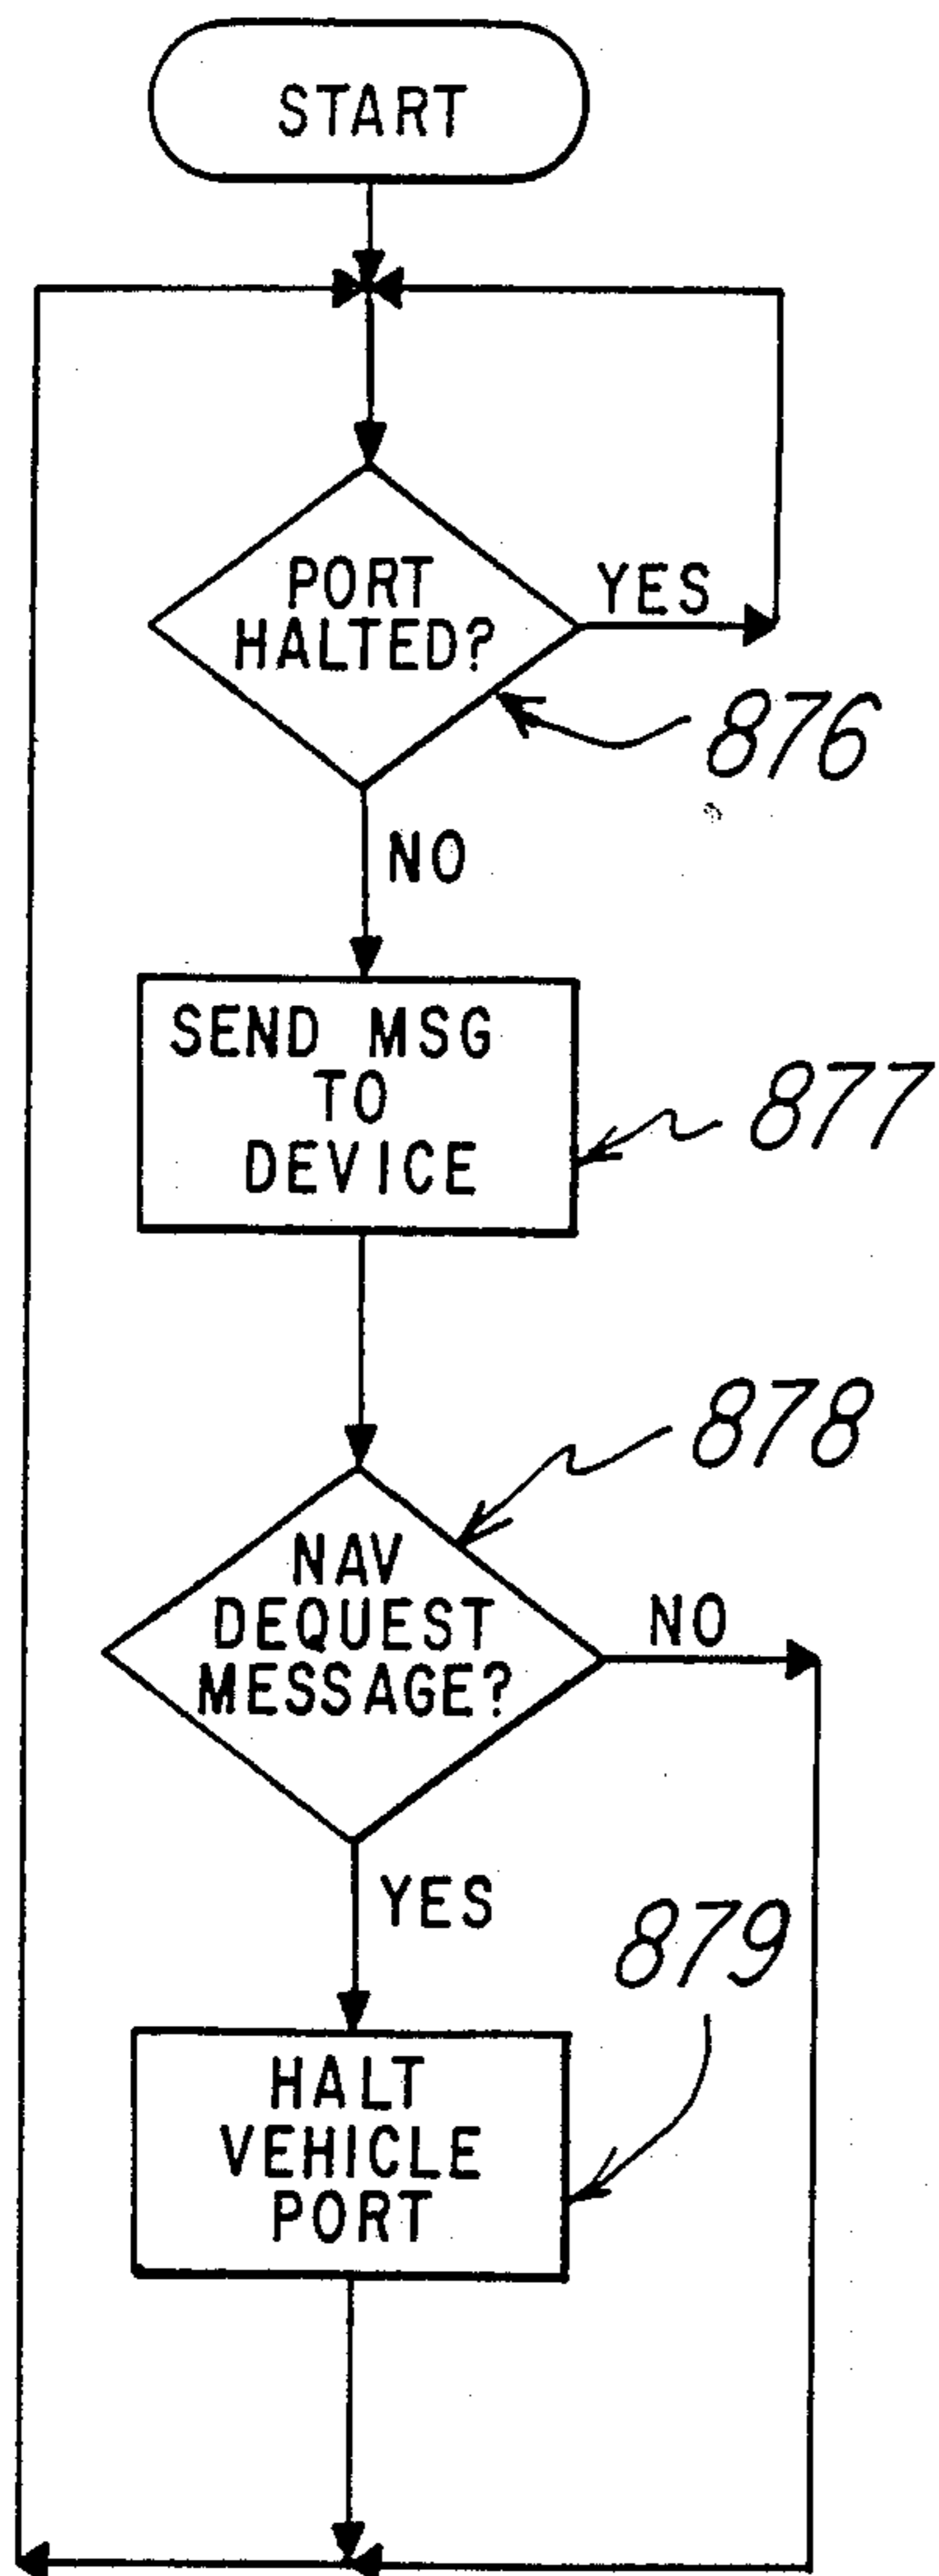 START
PORT
HALTED?
YES
876
NO
SEND MSG
TO
DEVICE
877
878
NAV
DEQUEST
MESSAGE?
NO
YES
879
HALT
VEHICLE
PORT